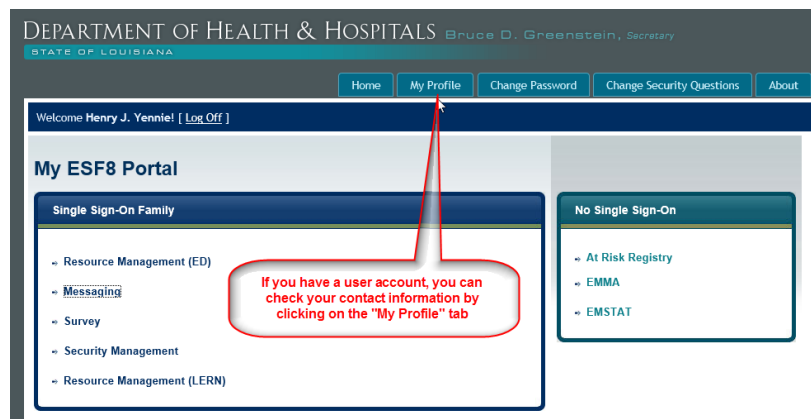 DEPARTMENT OF HEALTH & HOSPITALS Bruce D. Greenstein, Secretary
STATE OF LOUISIANA
Home My Profile Change Password Change Security Questions About
Welcome Henry J. Yennie! [ Log Off ]
My ESF8 Portal
Single Sign-On Family
Resource Management (ED)
Messaging
Survey
Security Management
Resource Management (LERN)
If you have a user account, you can
check your contact information by
clicking on the "My Profile" tab
No Single Sign-On
At Risk Registry
EMMA
EMSTAT